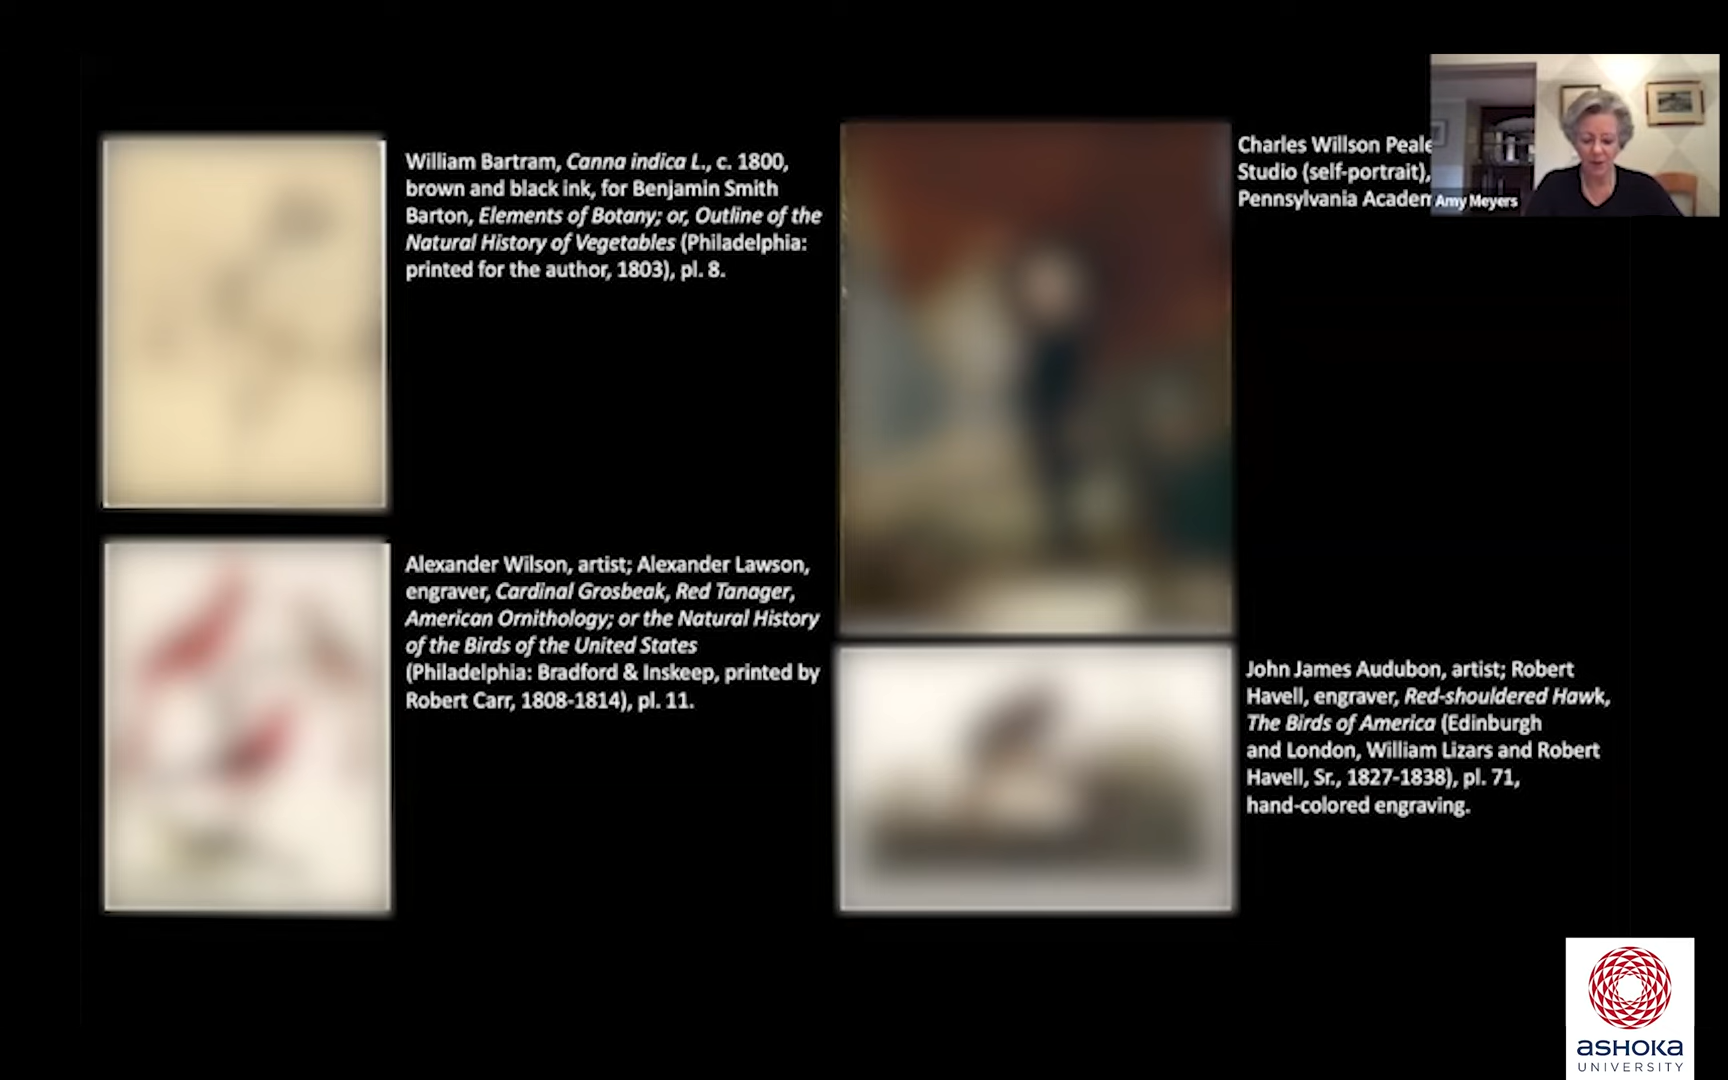 William Bartram, Canna indica L., c. 1800,
brown and black ink, for Benjamin Smith
Barton, Elements of Botany; or, Outline of the
Natural History of Vegetables (Philadelphia:
printed for the author, 1803), pl. 8.
Alexander Wilson, artist; Alexander Lawson,
engraver, Cardinal Grosbeak, Red Tanager,
American Ornithology; or the Natural History
of the Birds of the United States
(Philadelphia: Bradford & Inskeep, printed by
Robert Carr, 1808-1814), pl. 11.
Charles Willson Peale
Studio (self-portrait),
Pennsylvania
Amy Meyers
John James Audubon, artist; Robert
Havell, engraver, Red-shouldered Hawk,
The Birds of America (Edinburgh
and London, William Lizars and Robert
Havell, Sr., 1827-1838), pl. 71,
hand-colored engraving.
ASHOKA
UNIVERSITY